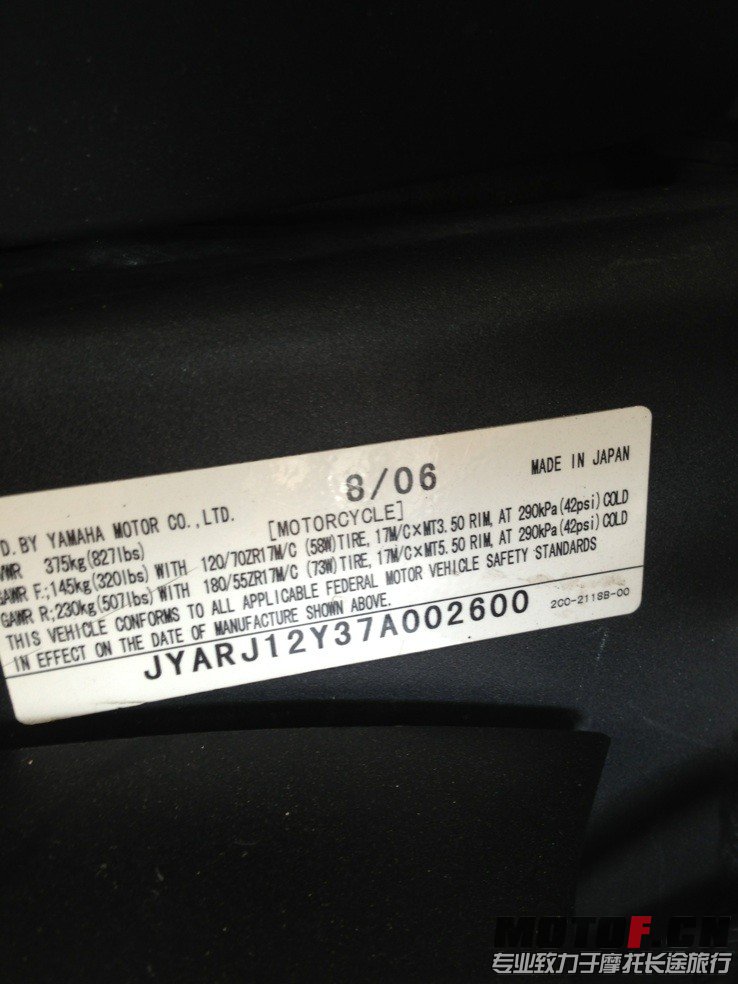 8/06 MADE IN JAPAN
D. BY YAMAHA MOTOR CO., LTD.
[MOTORCYCLE]
VWR 375kg(827lbs)
GAWR F.;145kg(320lbs) WITH 120/70ZR17M/C (58W)TIRE, 17M/C×MT3.50 RIM, AT 290kPa(42psi)COLD
GAWR R;230kg(507lbs) WITH 180/55ZR17M/C (73W)TIRE, 17M/C×MT5.50 RIM, AT 290kPa(42psi)COLD
THIS VEHICLE CONFORMS TO ALL APPLICABLE FEDERAL MOTOR VEHICLE SAFETY STANDARDS
IN EFFECT ON THE DATE OF MANUFACTURE SHOWN ABOVE.
JYARJ12Y37A002600 2C0-2118B-00
MOTOF.CN
专业致力于摩托长途旅行